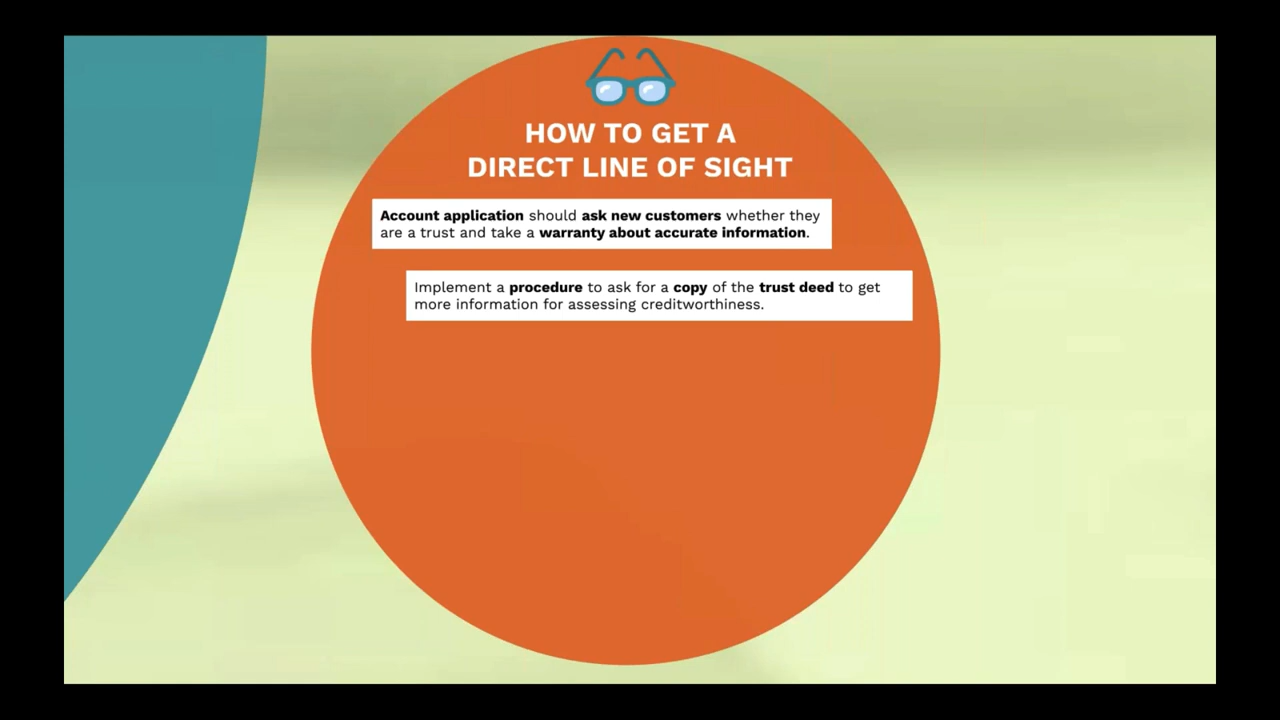 HOW TO GET A
DIRECT LINE OF SIGHT
Account application should ask new customers whether they
are a trust and take a warranty about accurate information.
Implement a procedure to ask for a copy of the trust deed to get
more information for assessing creditworthiness.